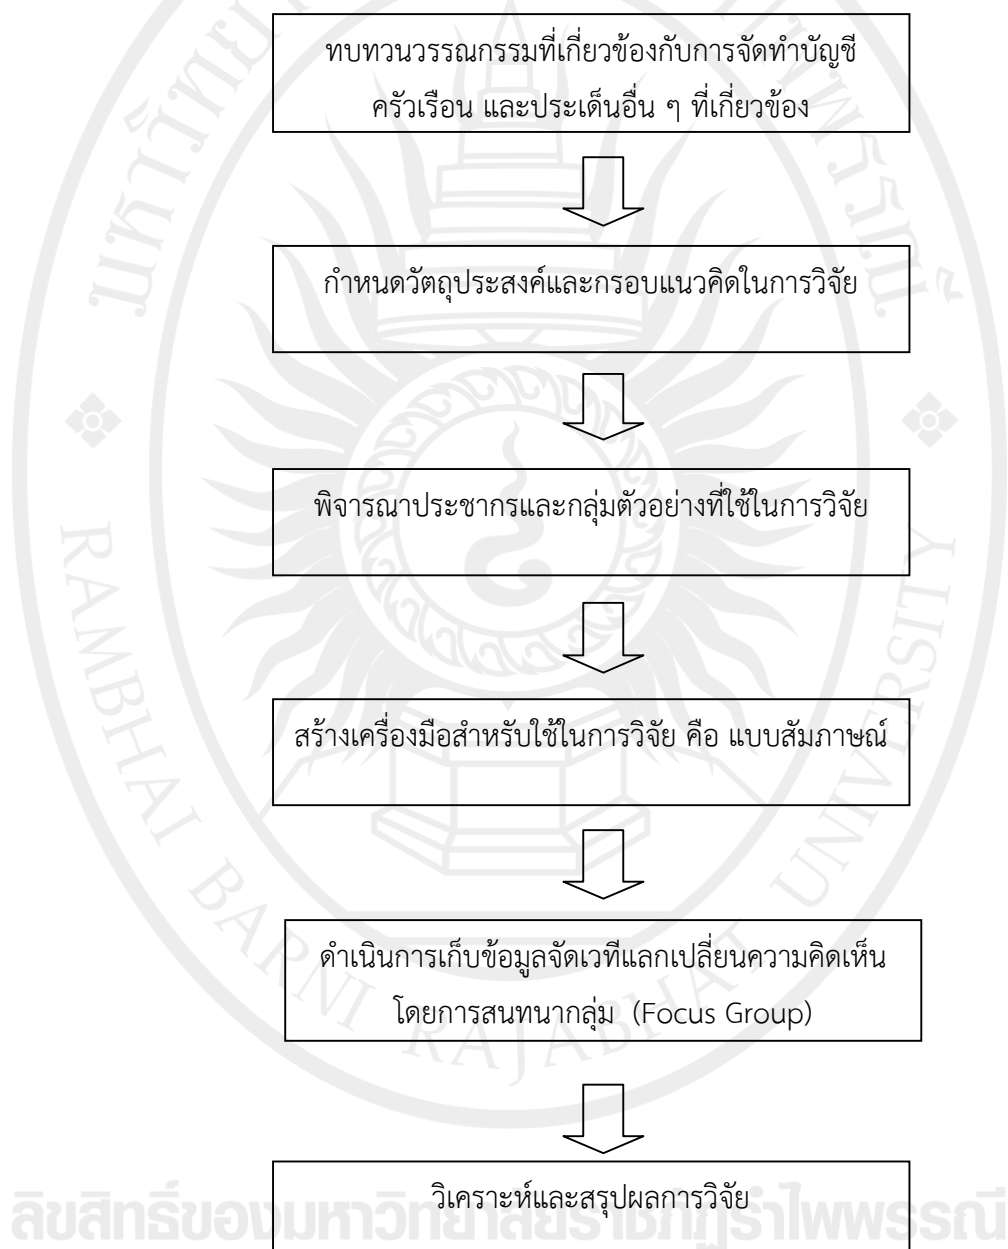 ทบทวนวรรณกรรมที่เกี่ยวข้องกับการจัดทำบัญชี
ครัวเรือน และประเด็นอื่น ๆ ที่เกี่ยวข้อง
กำหนดวัตถุประสงค์และกรอบแนวคิดในการวิจัย
พิจารณาประชากรและกลุ่มตัวอย่างที่ใช้ในการวิจัย
สร้างเครื่องมือสำหรับใช้ในการวิจัย คือ แบบสัมภาษณ์
ดำเนินการเก็บข้อมูลจัดเวทีแลกเปลี่ยนความคิดเห็น
โดยการสนทนากลุ่ม (Focus Group)
วิเคราะห์และสรุปผลการวิจัย
RAMBHAI BARNI RAJABHAT UNIVERSITY
ลิขสิทธิ์ของมหาวิทยาลัยราชภัฏรำไพพรรณี